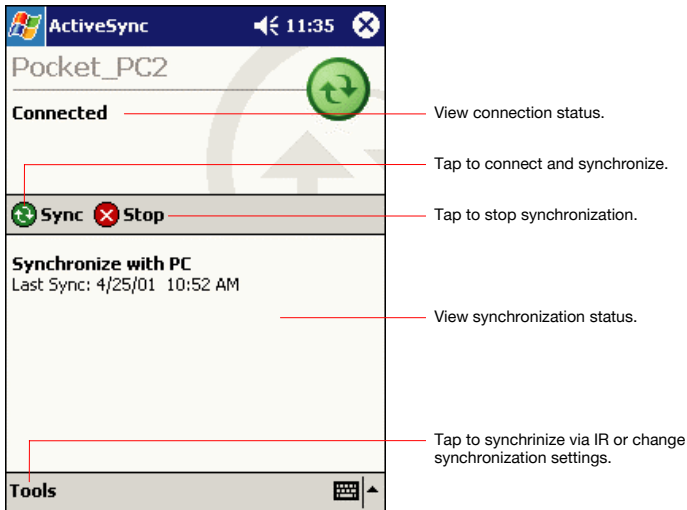 ActiveSync 11:35
Pocket_PC2
Connected
View connection status.
Tap to connect and synchronize.
Sync Stop
Tap to stop synchronization.
Synchronize with PC
Last Sync: 4/25/01 10:52 AM
View synchronization status.
Tap to synchrinize via IR or change
synchronization settings.
Tools